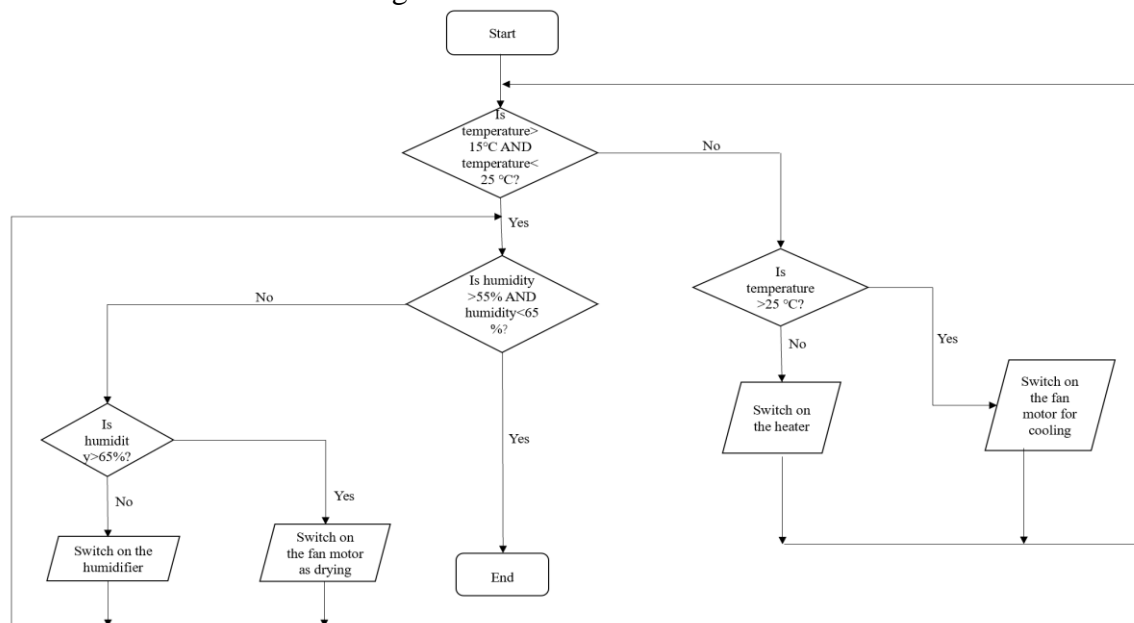 Start
Is
temperature>
15°C AND
temperature<
25 °C?
No
Yes
Is humidity
>55% AND
humidity<65
%?
No
Is
temperature
>25 °C?
Yes
No
Switch on
the fan
motor for
cooling
Switch on
the heater
Is
humidit
y>65%?
Yes
No
Yes
Switch on the
humidifier
Switch on
the fan motor
as drying
End